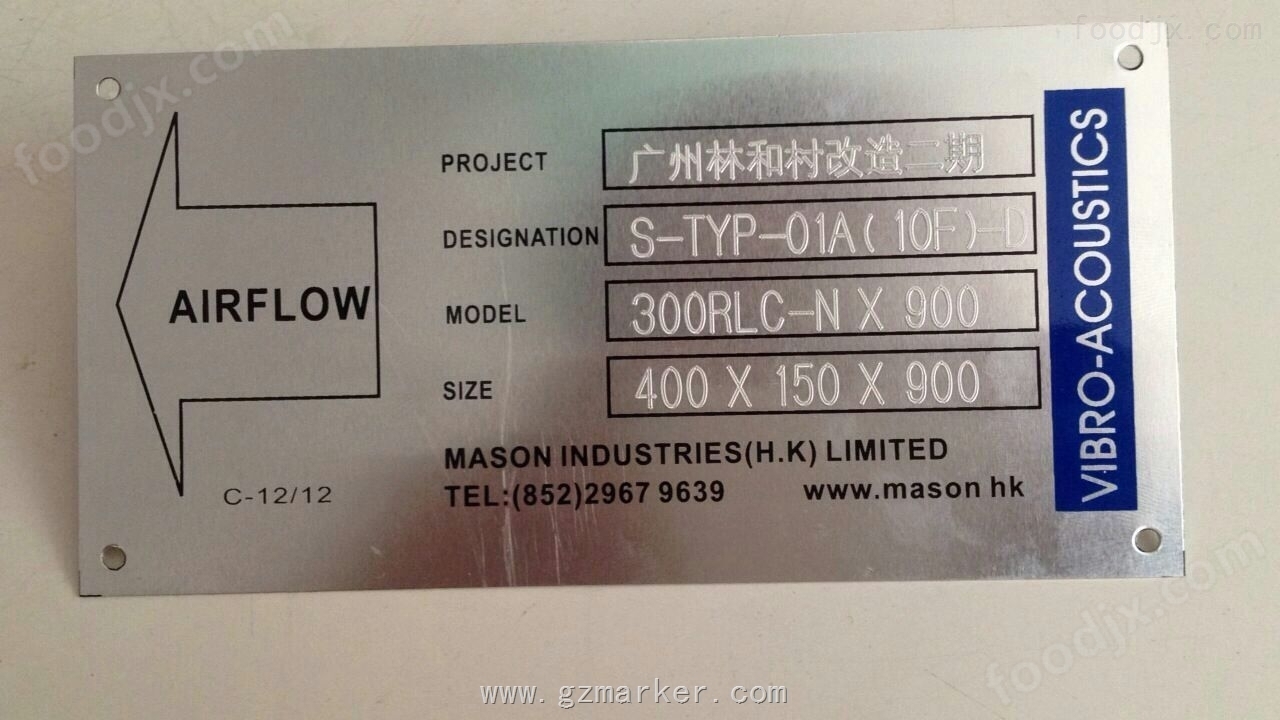 foodjx.com
foodjx.com
AIRFLOW
C-12/12
PROJECT 广州林和村改造二期
DESIGNATION S-TYP-01A(10F)-D
MODEL 300RLC-N X 900
SIZE 400 X 150 X 900
MASON INDUSTRIES(H.K) LIMITED
TEL:(852)2967 9639 www.mason hk
VIBRO-ACOUSTICS
foodjx.com
www.gzmarker.com